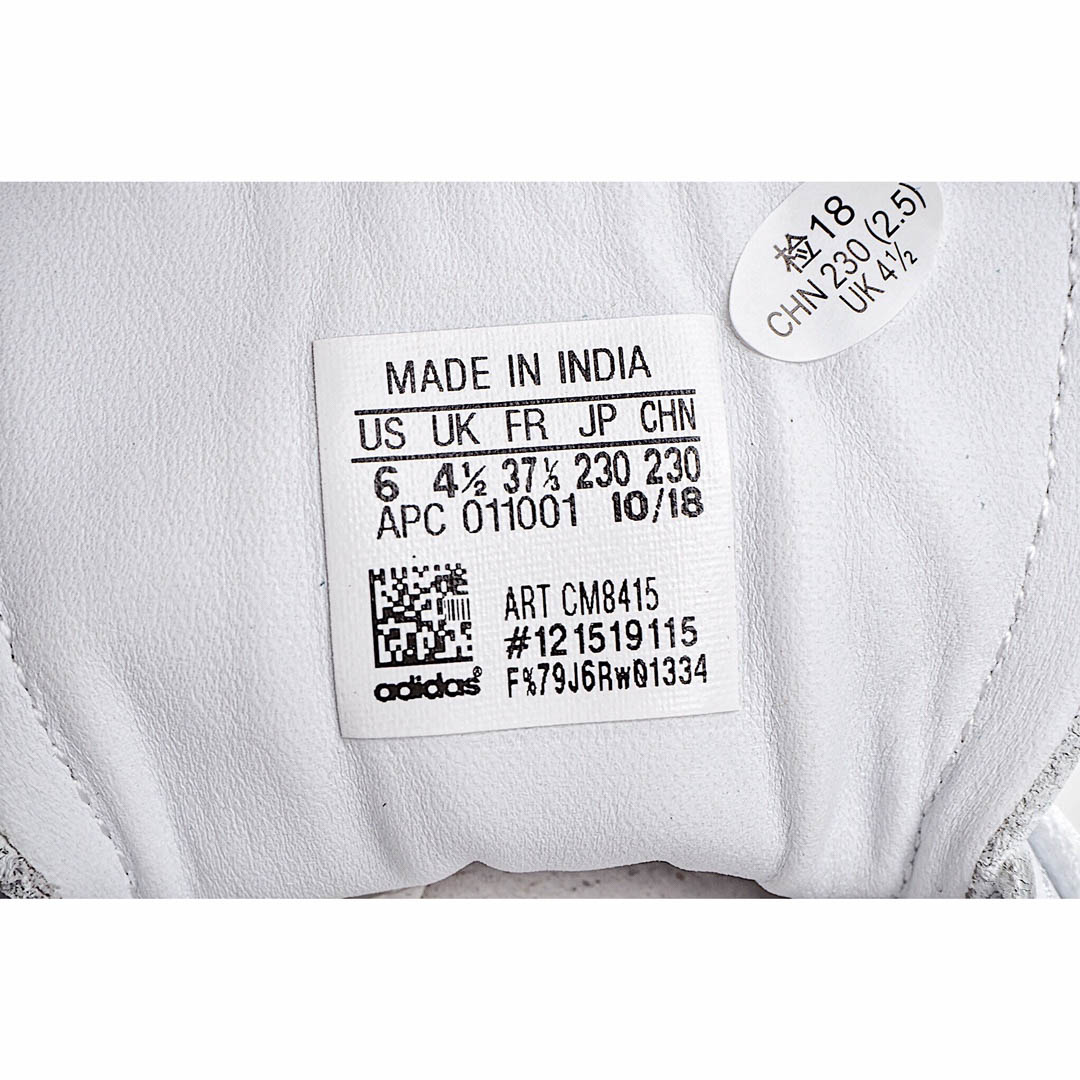 检18
CHN 230 (2.5)
UK 4½
MADE IN INDIA
US UK FR JP CHN
6 4½ 37⅓ 230 230
APC 011001 10/18
ART CM8415
#121519115
F%79J6RwQ1334
adidas®